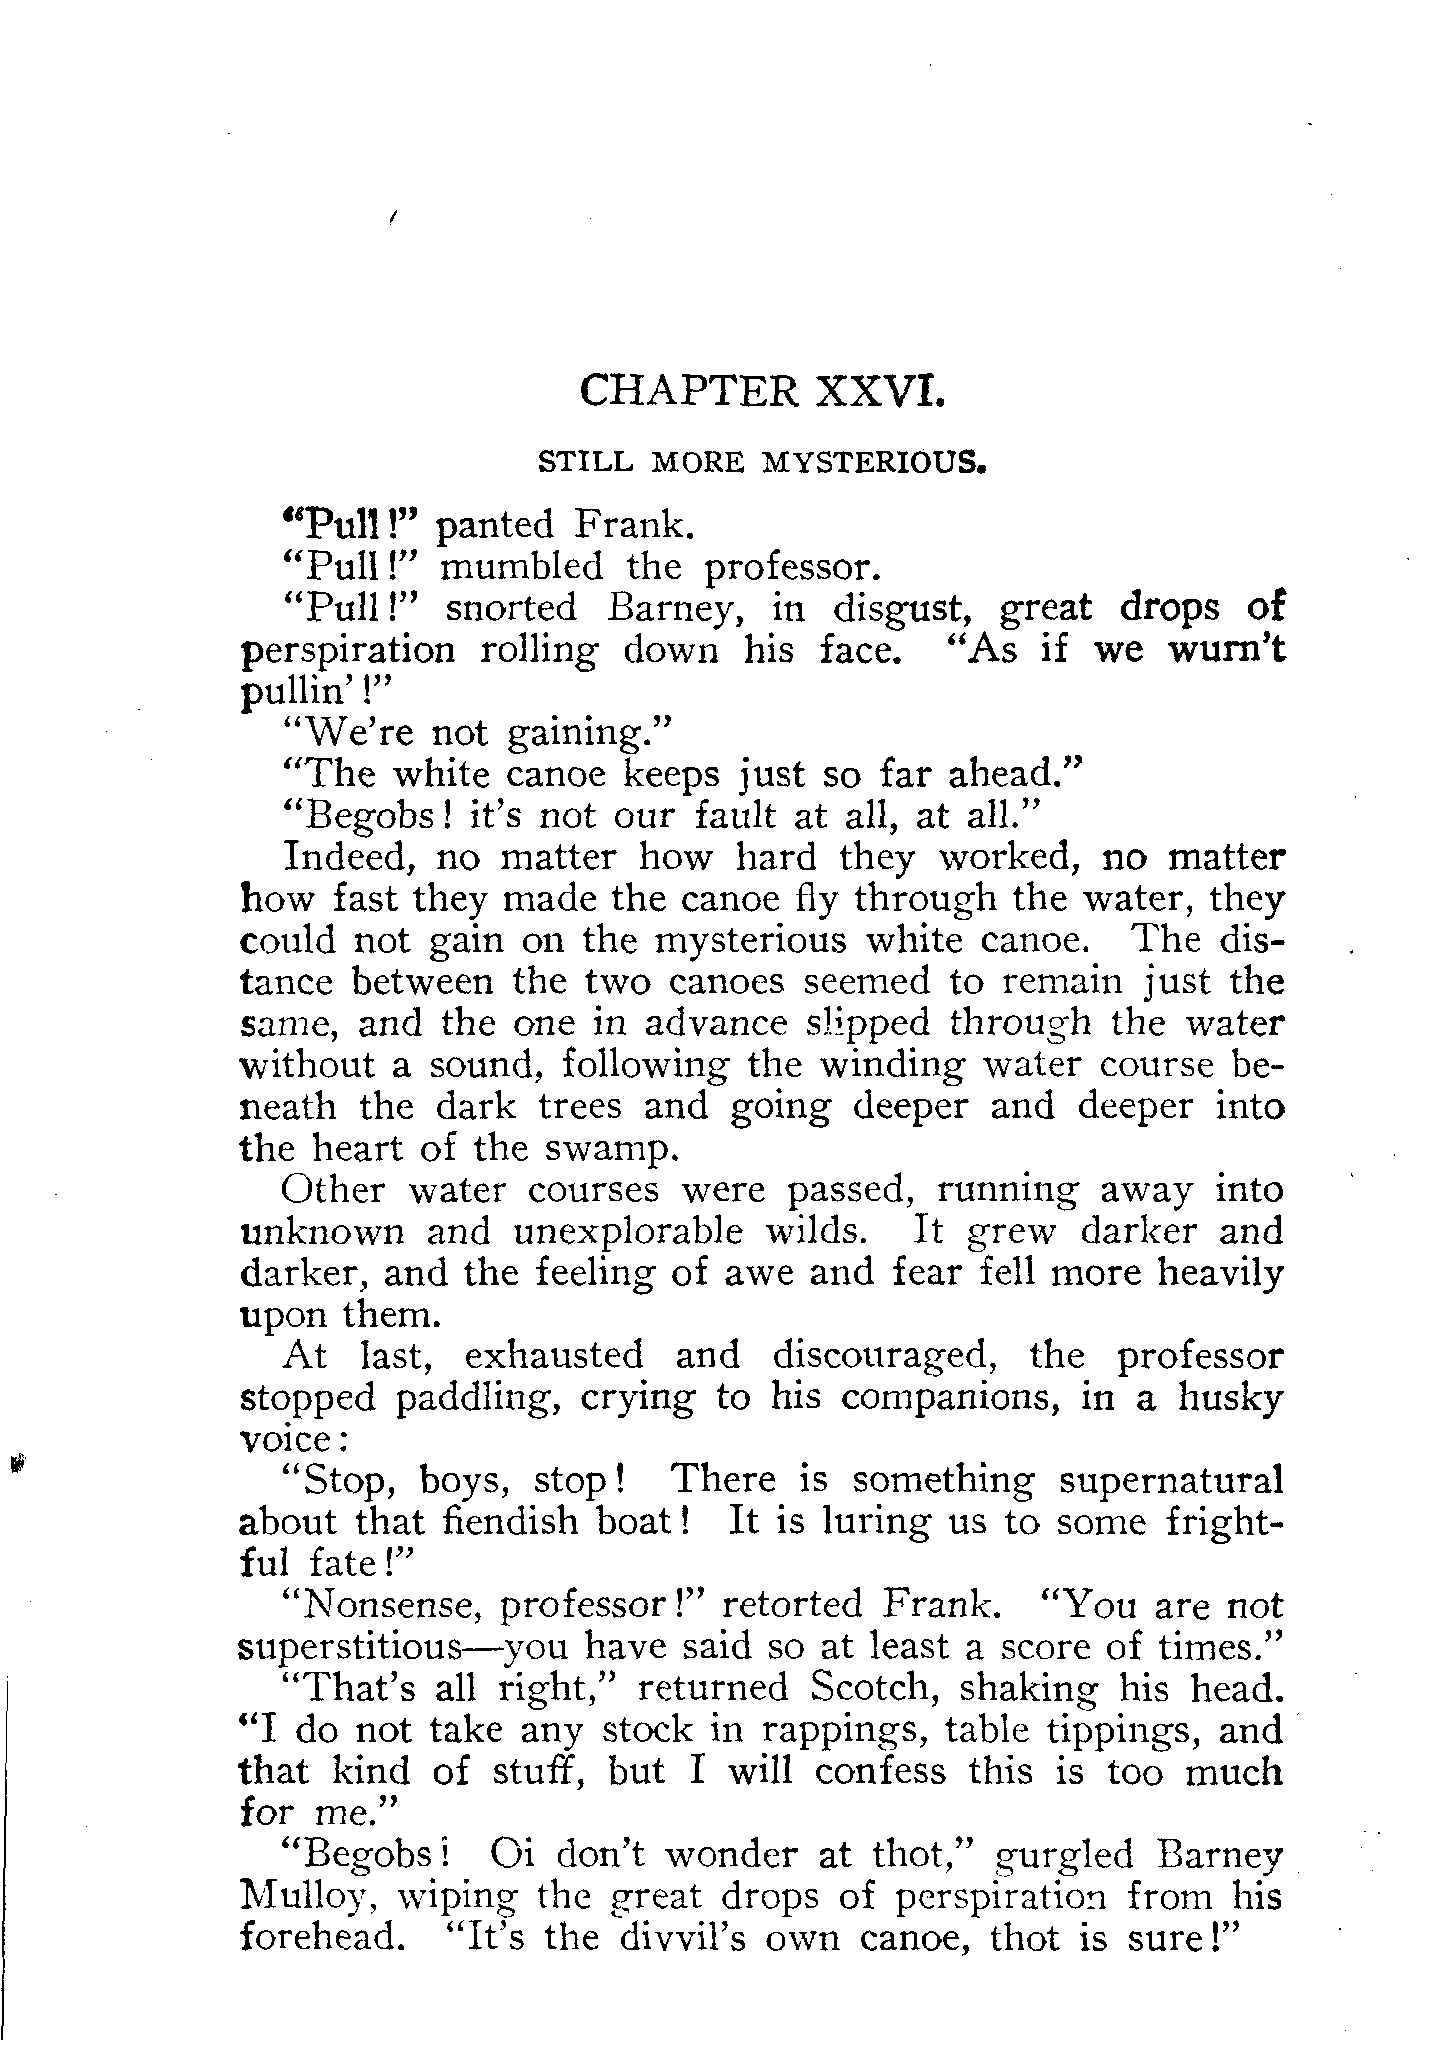 CHAPTER XXVI.
STILL MORE MYSTERIOUS.
“Pull!” panted Frank.
“Pull!” mumbled the professor.
“Pull!” snorted Barney, in disgust, great drops of
perspiration rolling down his face. “As if we wurn’t
pullin’!”
“We’re not gaining.”
“The white canoe keeps just so far ahead.”
“Begobs! it’s not our fault at all, at all.”
Indeed, no matter how hard they worked, no matter
how fast they made the canoe fly through the water, they
could not gain on the mysterious white canoe. The dis-
tance between the two canoes seemed to remain just the
same, and the one in advance slipped through the water
without a sound, following the winding water course be-
neath the dark trees and going deeper and deeper into
the heart of the swamp.
Other water courses were passed, running away into
unknown and unexplorable wilds. It grew darker and
darker, and the feeling of awe and fear fell more heavily
upon them.
At last, exhausted and discouraged, the professor
stopped paddling, crying to his companions, in a husky
voice:
“Stop, boys, stop! There is something supernatural
about that fiendish boat! It is luring us to some fright-
ful fate!”
“Nonsense, professor!” retorted Frank. “You are not
superstitious—you have said so at least a score of times.”
“That’s all right,” returned Scotch, shaking his head.
“I do not take any stock in rappings, table tippings, and
that kind of stuff, but I will confess this is too much
for me.”
“Begobs! Oi don’t wonder at thot,” gurgled Barney
Mulloy, wiping the great drops of perspiration from his
forehead. “It’s the divvil’s own canoe, thot is sure!”